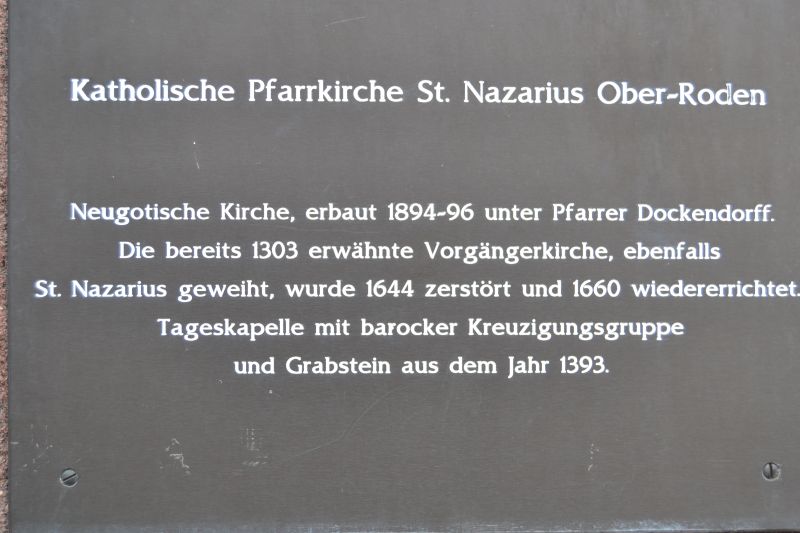 Katholische Pfarrkirche St. Nazarius Ober-Roden
Neugotische Kirche, erbaut 1894-96 unter Pfarrer Dockendorff.
Die bereits 1303 erwähnte Vorgängerkirche, ebenfalls
St. Nazarius geweiht, wurde 1644 zerstört und 1660 wiedererrichtet.
Tageskapelle mit barocker Kreuzigungsgruppe
und Grabstein aus dem Jahr 1393.